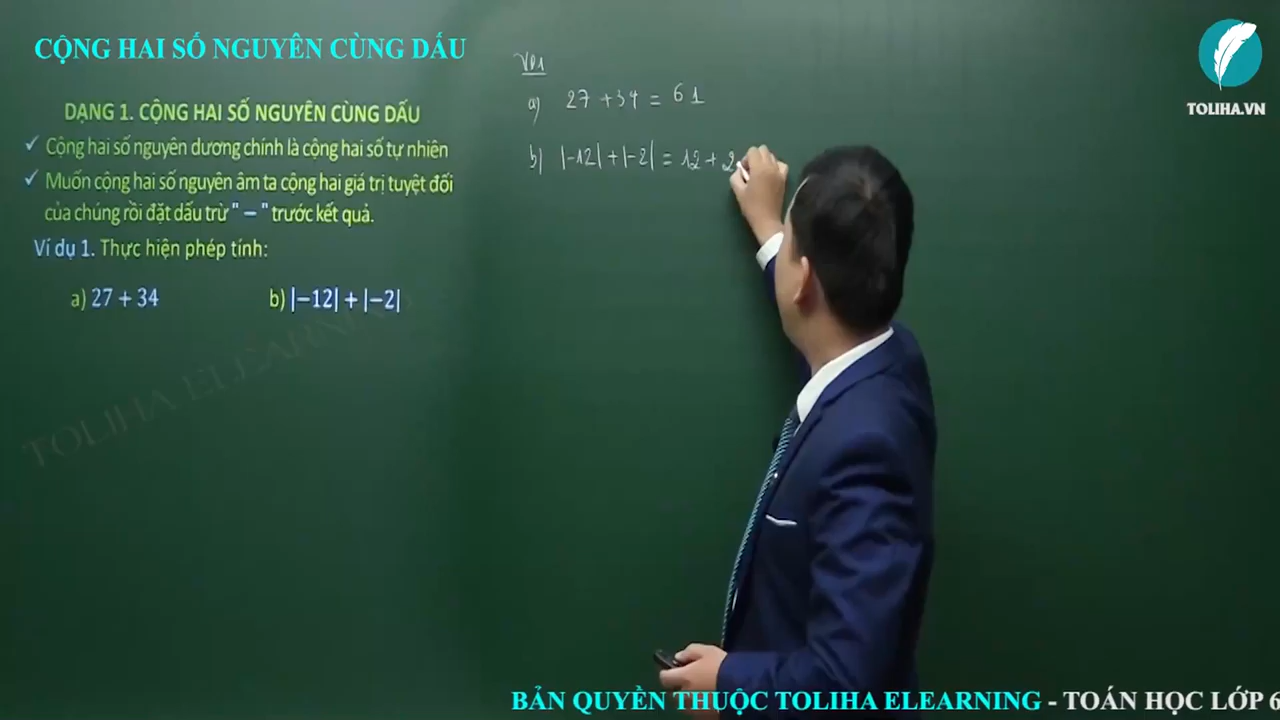 CỘNG HAI SỐ NGUYÊN CÙNG DẤU
DẠNG 1. CỘNG HAI SỐ NGUYÊN CÙNG DẤU
✓ Cộng hai số nguyên dương chính là cộng hai số tự nhiên
✓ Muốn cộng hai số nguyên âm ta cộng hai giá trị tuyệt đối
của chúng rồi đặt dấu trừ " − " trước kết quả.
Ví dụ 1. Thực hiện phép tính:
a) 27 + 34 b) |−12| + |−2|
TOLIHA ELEARNING
VD1
a) 27 + 34 = 61
b) |-12| + |-2| = 12 + 2
TOLIHA.VN
BẢN QUYỀN THUỘC TOLIHA ELEARNING - TOÁN HỌC LỚP 6